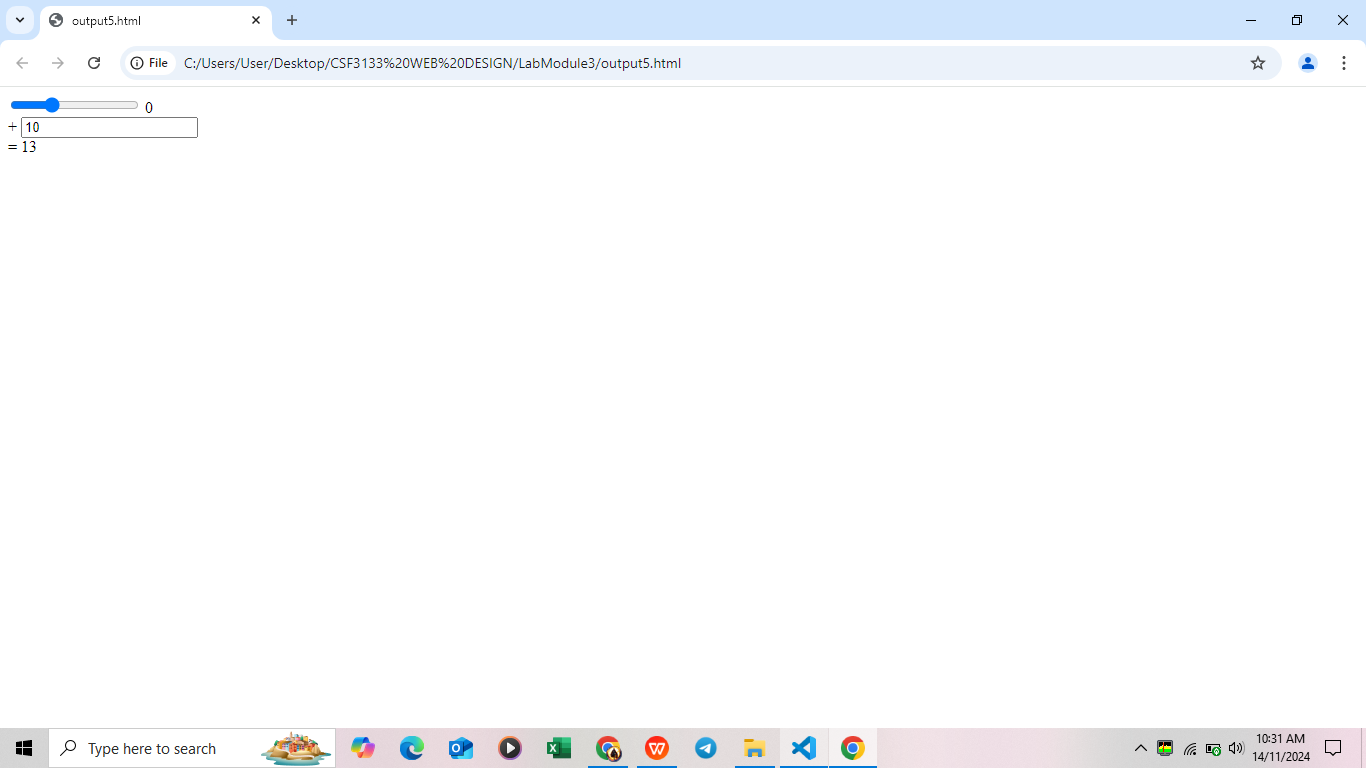 output5.html
File
C:/Users/User/Desktop/CSF3133%20WEB%20DESIGN/LabModule3/output5.html
0
+ 10
= 13
Type here to search
10:31 AM
14/11/2024